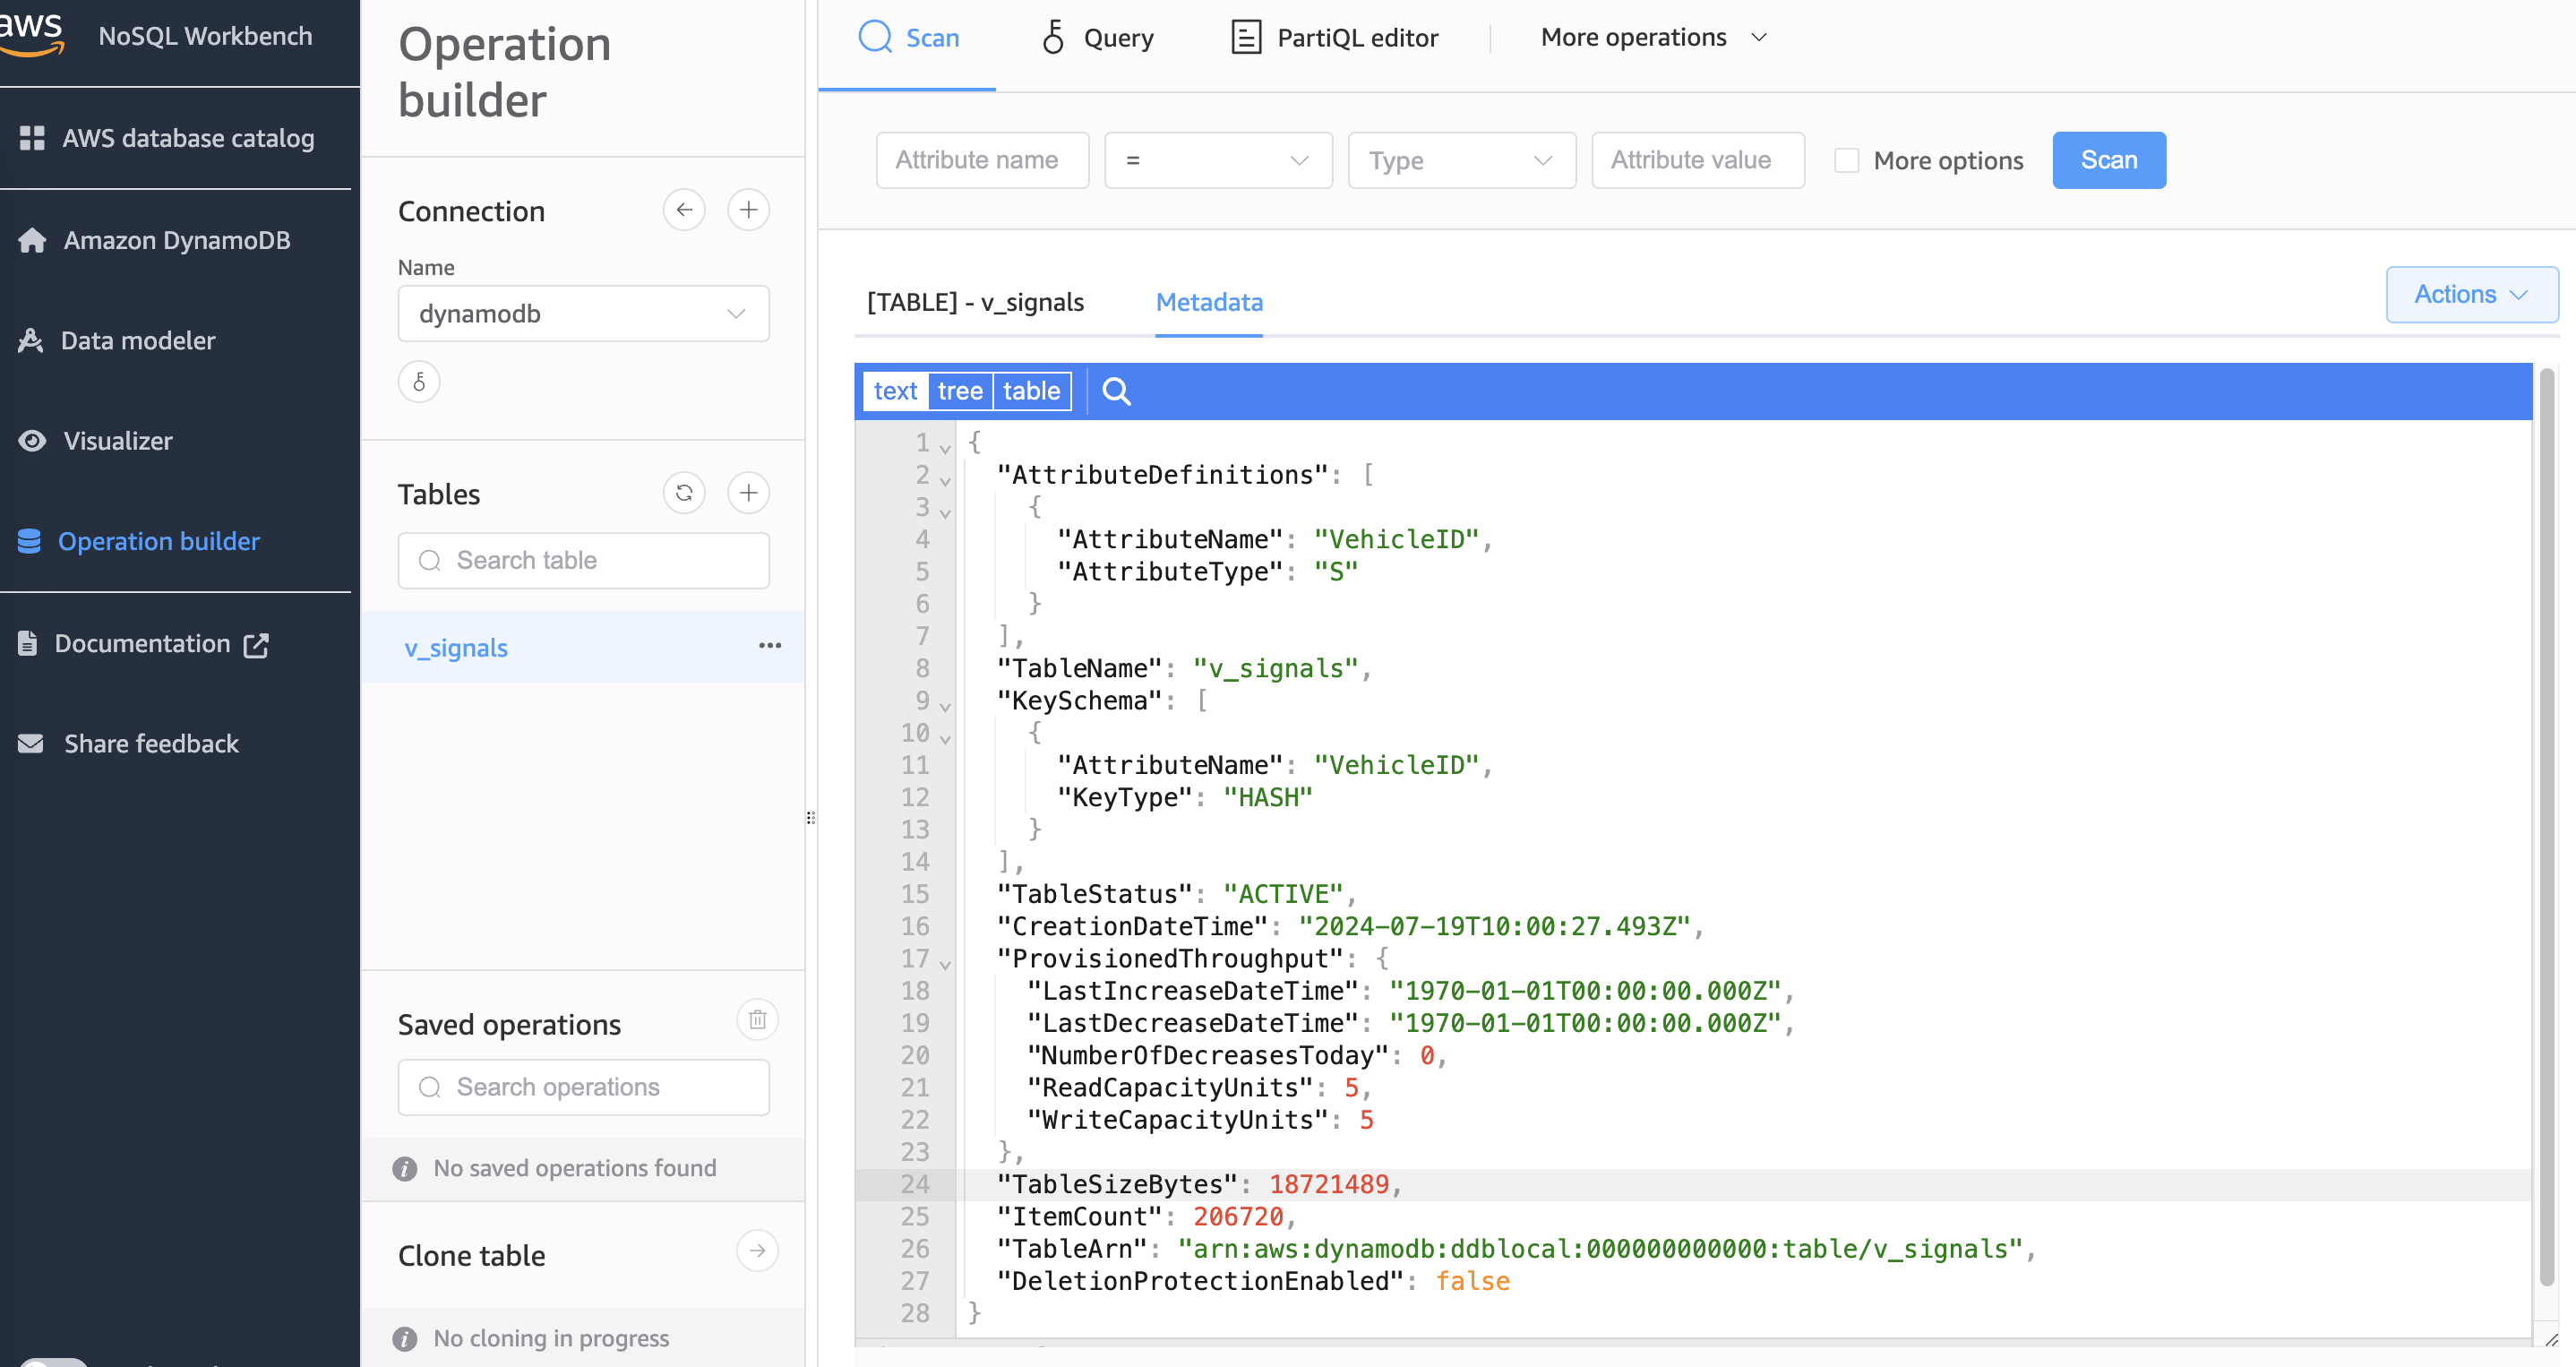 aws
NoSQL Workbench
AWS database catalog
Amazon DynamoDB
Data modeler
Visualizer
Operation builder
Documentation
Share feedback
Operation
builder
Connection
Name
dynamodb
Tables
Search table
v_signals
Saved operations
Search operations
No saved operations found
Clone table
No cloning in progress
Scan
Query
PartiQL editor
More operations
Attribute name
=
Type
Attribute value
More options
Scan
[TABLE] - v_signals
Metadata
Actions
text tree table
1 {
2 "AttributeDefinitions": [
3 {
4 "AttributeName": "VehicleID",
5 "AttributeType": "S"
6 }
7 ],
8 "TableName": "v_signals",
9 "KeySchema": [
10 {
11 "AttributeName": "VehicleID",
12 "KeyType": "HASH"
13 }
14 ],
15 "TableStatus": "ACTIVE",
16 "CreationDateTime": "2024-07-19T10:00:27.493Z",
17 "ProvisionedThroughput": {
18 "LastIncreaseDateTime": "1970-01-01T00:00:00.000Z",
19 "LastDecreaseDateTime": "1970-01-01T00:00:00.000Z",
20 "NumberOfDecreasesToday": 0,
21 "ReadCapacityUnits": 5,
22 "WriteCapacityUnits": 5
23 },
24 "TableSizeBytes": 18721489,
25 "ItemCount": 206720,
26 "TableArn": "arn:aws:dynamodb:ddblocal:000000000000:table/v_signals",
27 "DeletionProtectionEnabled": false
28 }